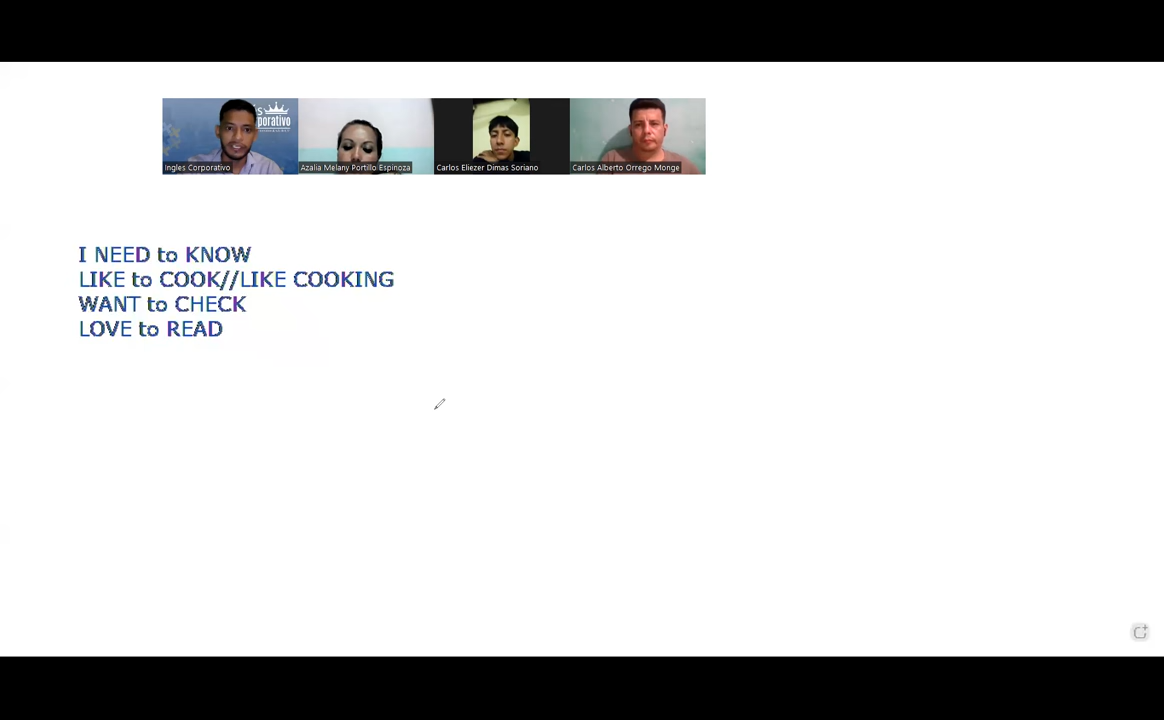 orporativo
Ingles Corporativo
Azalia Melany Portillo Espinoza
Carlos Eliezer Dimas Soriano
Carlos Alberto Orrego Monge
I NEED to KNOW
LIKE to COOK//LIKE COOKING
WANT to CHECK
LOVE to READ